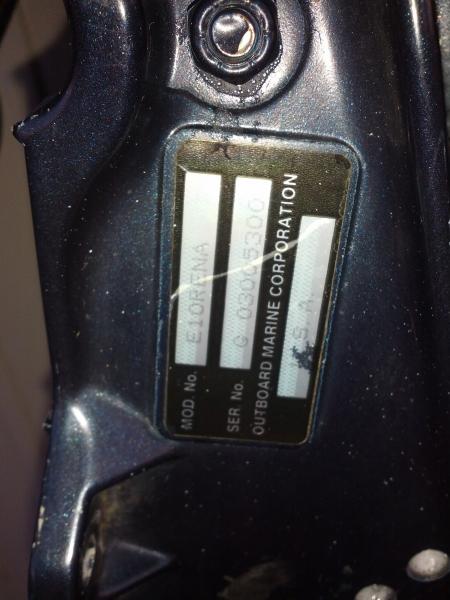 MOD. No. E10RENA
SER. No. G 03005300
OUTBOARD MARINE CORPORATION
S.A.